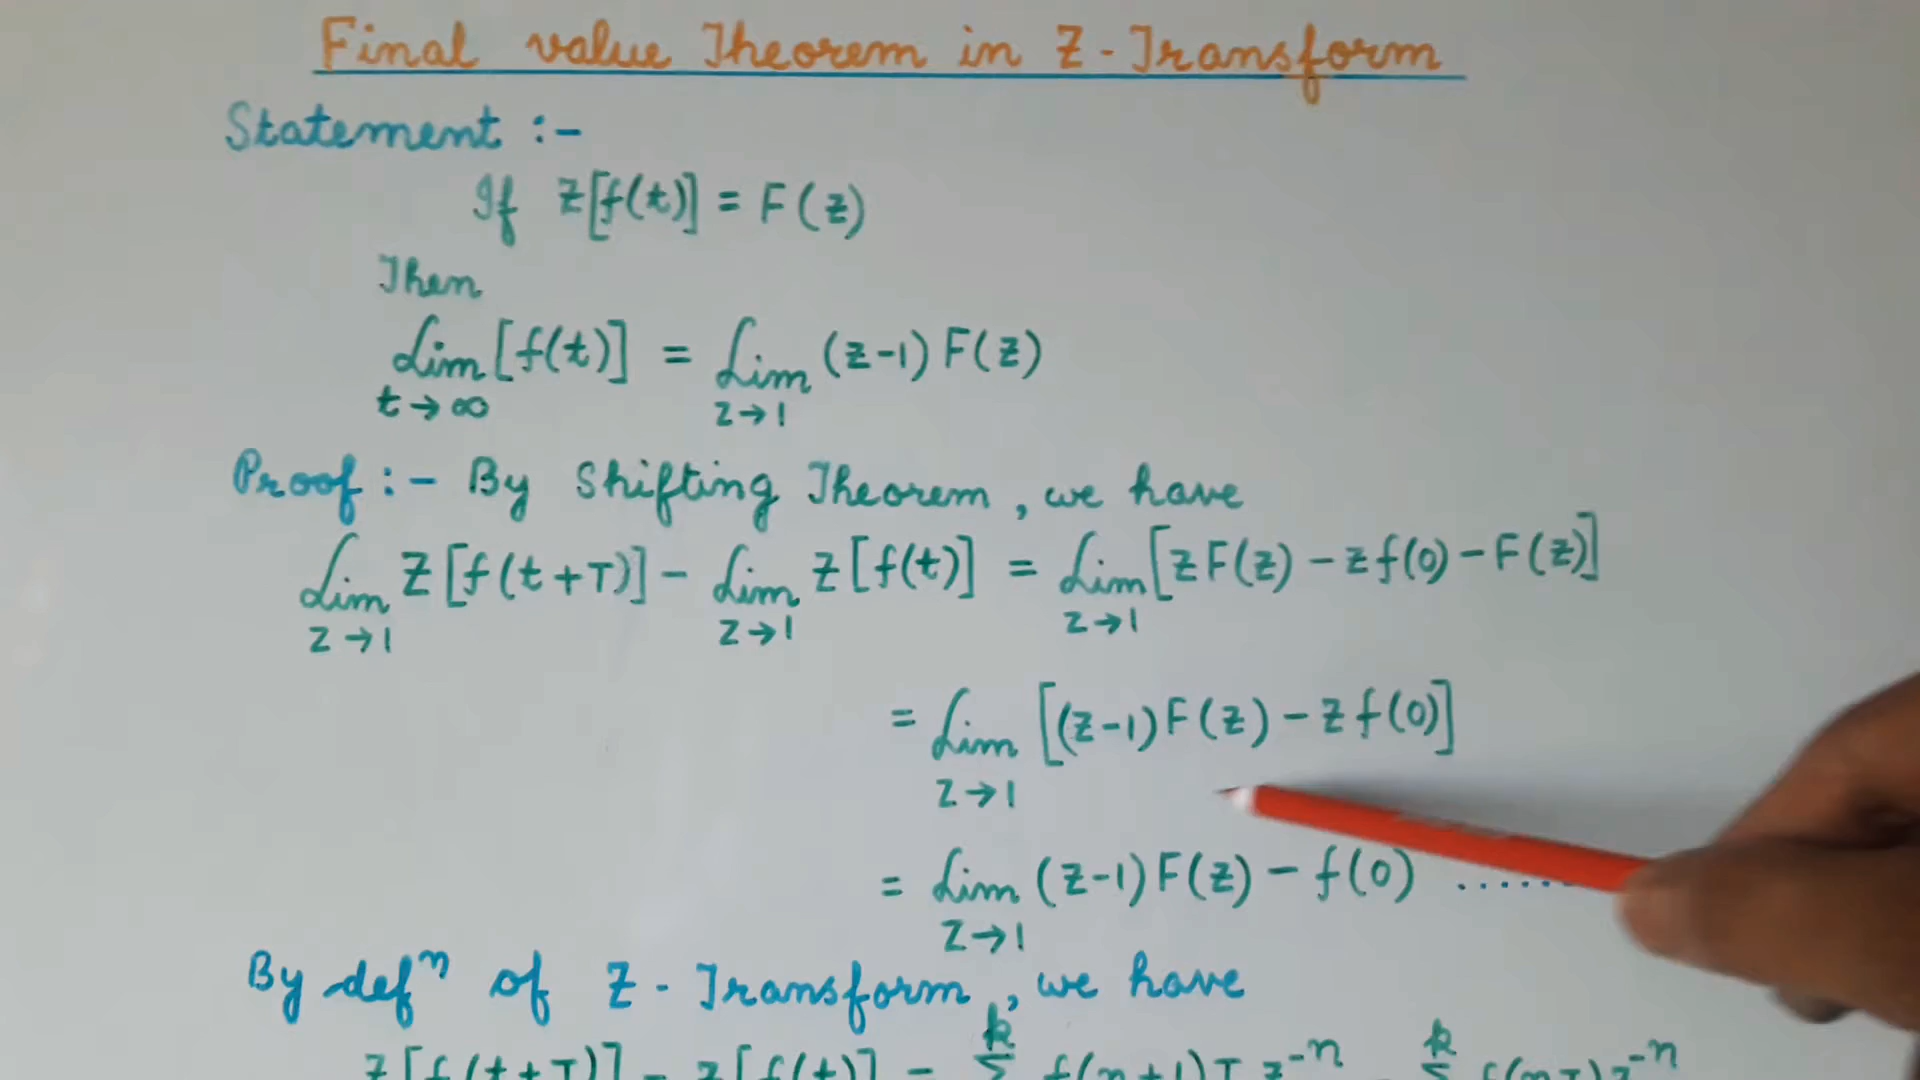 Final value Theorem in Z-Transform
Statement :-
If Z[f(t)] = F(z)
Then
Lim [f(t)] = Lim (z-1) F(z)
t→∞ z→1
Proof :- By Shifting Theorem, we have
Lim Z[f(t+T)] - Lim Z[f(t)] = Lim [zF(z) - zf(0) - F(z)]
z→1 z→1 z→1
= Lim [(z-1)F(z) - zf(0)]
z→1
= Lim (z-1)F(z) - f(0) ......
z→1
By defⁿ of Z-Transform, we have
Z[f(t+T)] - Z[f(t)] = k Σ f(n+1)T z⁻ⁿ - k Σ f(nT)z⁻ⁿ